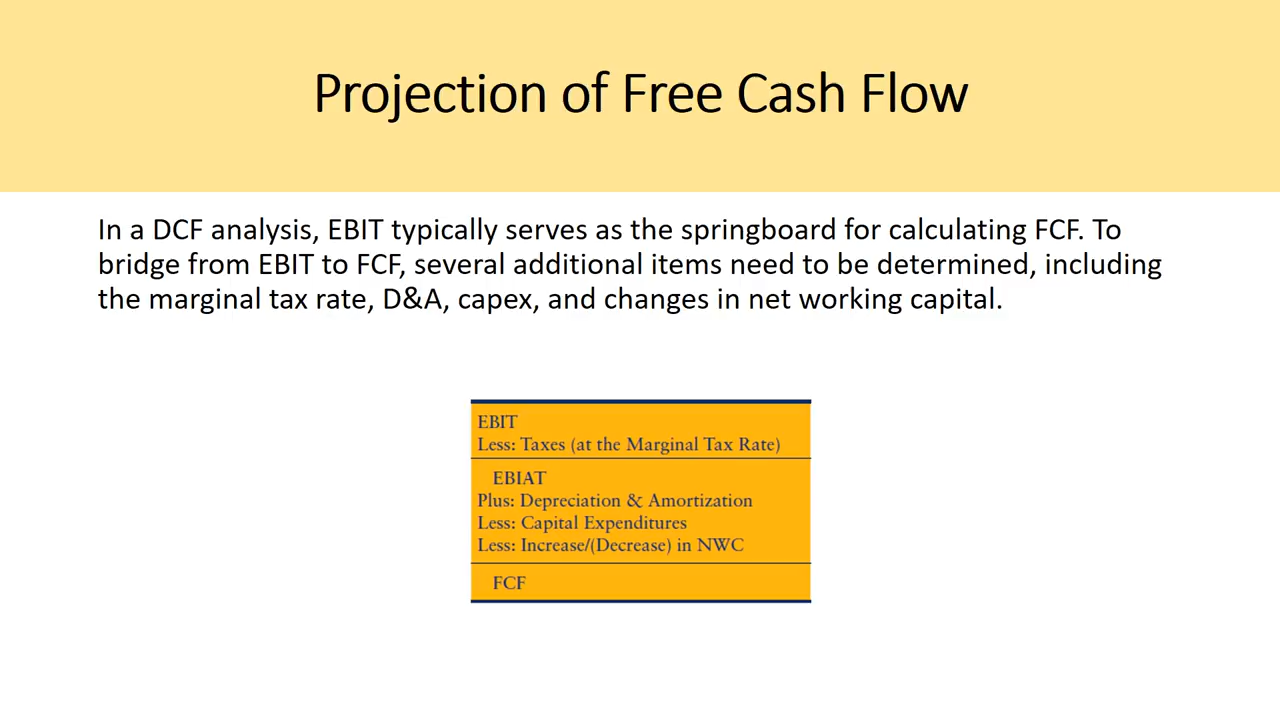 Projection of Free Cash Flow
In a DCF analysis, EBIT typically serves as the springboard for calculating FCF. To
bridge from EBIT to FCF, several additional items need to be determined, including
the marginal tax rate, D&A, capex, and changes in net working capital.
EBIT
Less: Taxes (at the Marginal Tax Rate)
EBIAT
Plus: Depreciation & Amortization
Less: Capital Expenditures
Less: Increase/(Decrease) in NWC
FCF